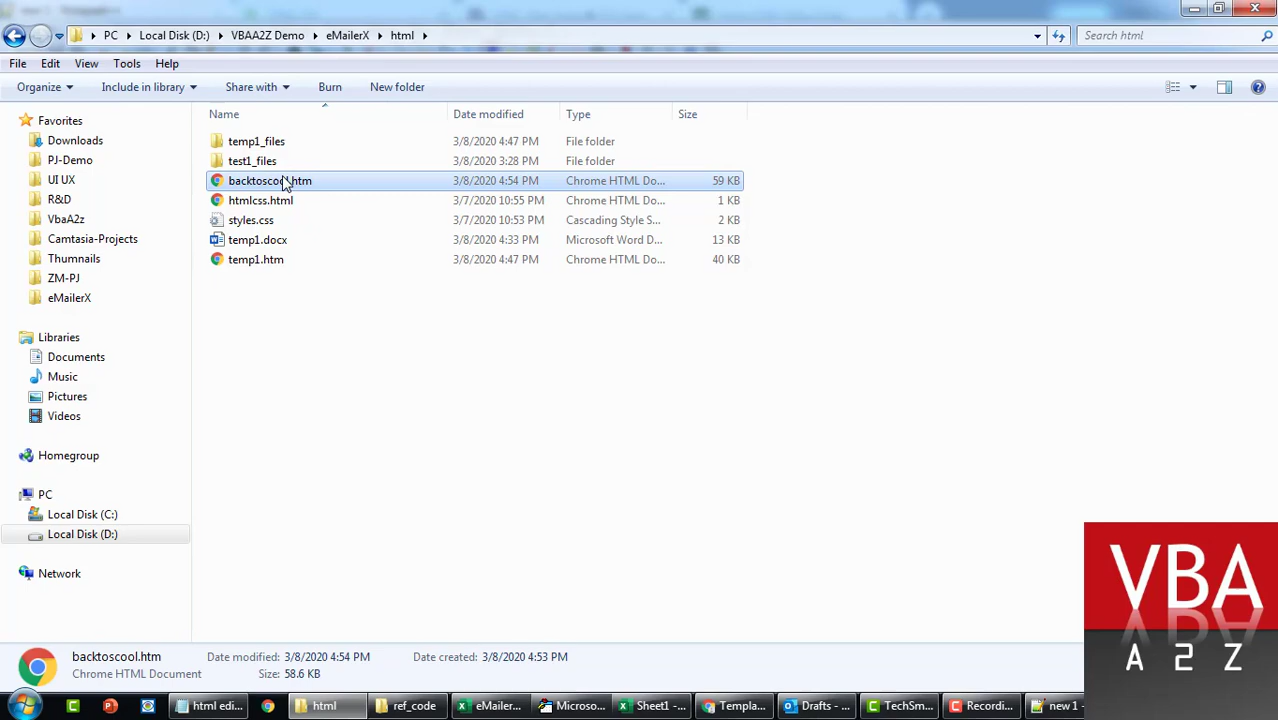 PC
Local Disk (D:)
VBAA2Z Demo
eMailerX
html
Search html
File Edit View Tools Help
Organize Include in library Share with Burn New folder
Name Date modified Type Size
Favorites
Downloads
PJ-Demo
UI UX
R&D
VbaA2z
Camtasia-Projects
Thumnails
ZM-PJ
eMailerX
Libraries
Documents
Music
Pictures
Videos
Homegroup
PC
Local Disk (C:)
Local Disk (D:)
Network
temp1_files 3/8/2020 4:47 PM File folder
test1_files 3/8/2020 3:28 PM File folder
backtoscool.htm 3/8/2020 4:54 PM Chrome HTML Do... 59 KB
htmlcss.html 3/7/2020 10:55 PM Chrome HTML Do... 1 KB
styles.css 3/7/2020 10:53 PM Cascading Style S... 2 KB
temp1.docx 3/8/2020 4:33 PM Microsoft Word D... 13 KB
temp1.htm 3/8/2020 4:47 PM Chrome HTML Do... 40 KB
VBA
A 2 Z
backtoscool.htm Date modified: 3/8/2020 4:54 PM Date created: 3/8/2020 4:53 PM
Chrome HTML Document Size: 58.6 KB
html edi... html ref_code eMailer... Microso... Sheet1 -... Templa... Drafts - ... TechSm... Recordi... new 1 -